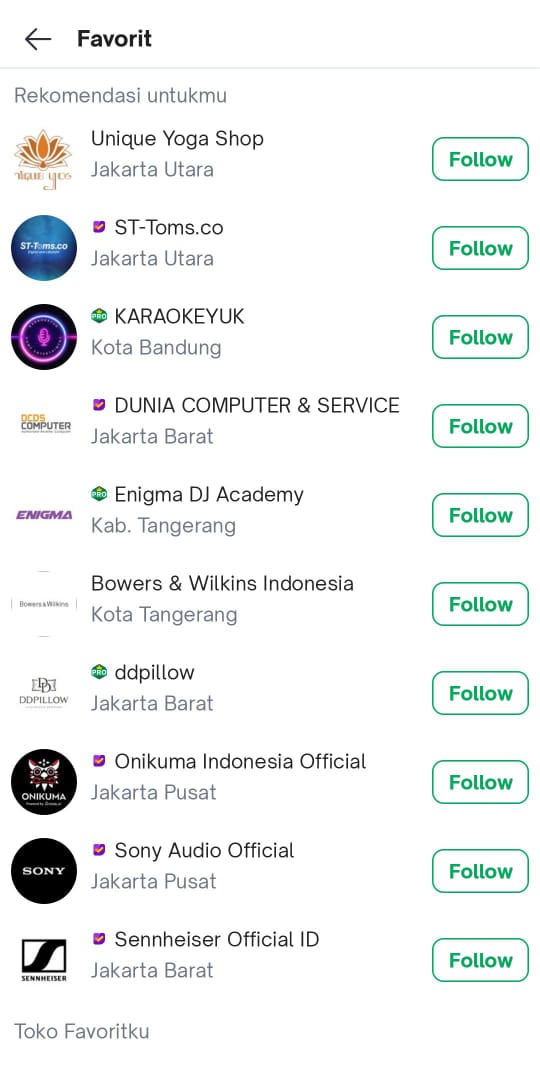 Favorit
Rekomendasi untukmu
Unique Yoga Shop
Jakarta Utara
Follow
ST-Toms.co
ST-Toms.co
Jakarta Utara
Follow
PRO KARAOKEYUK
Kota Bandung
Follow
DCDS
COMPUTER
DUNIA COMPUTER & SERVICE
Jakarta Barat
Follow
ENIGMA
PRO Enigma DJ Academy
Kab. Tangerang
Follow
Bowers & Wilkins
Bowers & Wilkins Indonesia
Kota Tangerang
Follow
DDPILLOW
PRO ddpillow
Jakarta Barat
Follow
ONIKUMA
Onikuma Indonesia Official
Jakarta Pusat
Follow
SONY
Sony Audio Official
Jakarta Pusat
Follow
SENNHEISER
Sennheiser Official ID
Jakarta Barat
Follow
Toko Favoritku